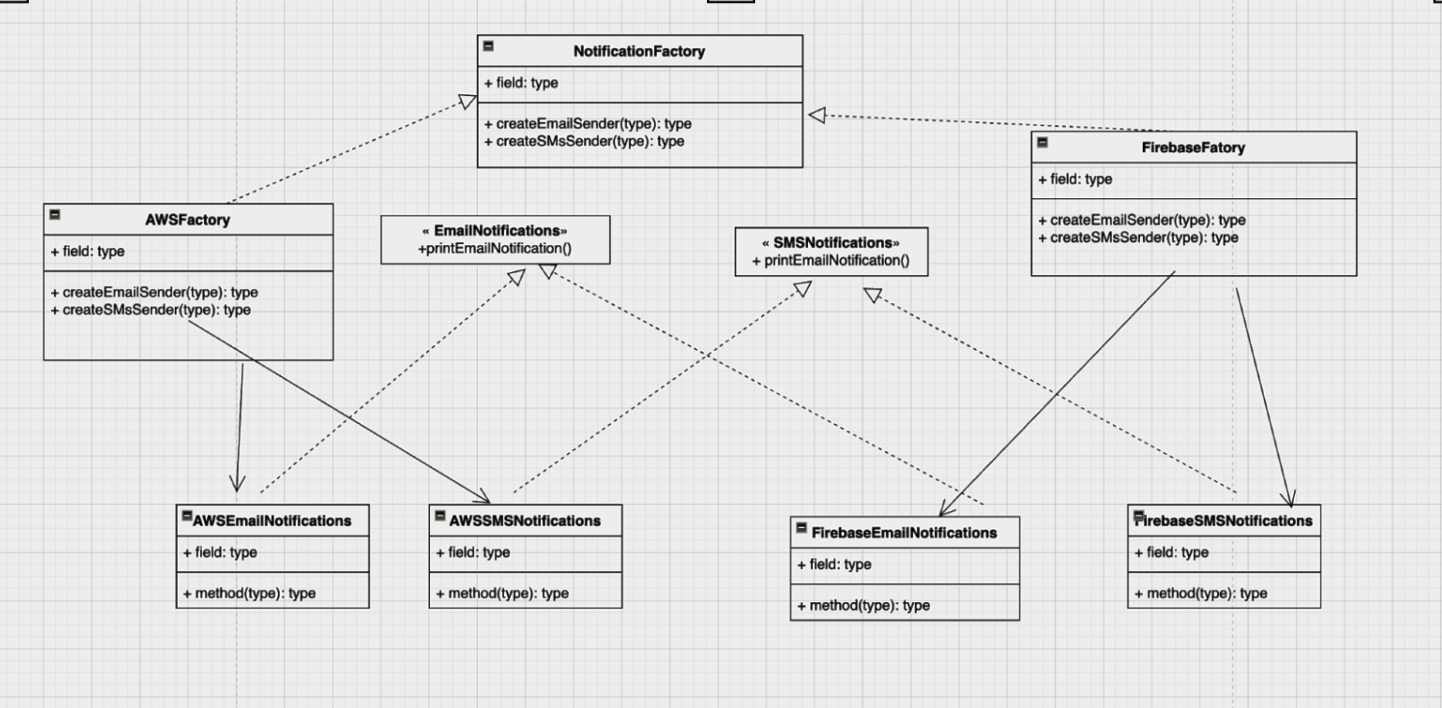 NotificationFactory
+ field: type
+ createEmailSender(type): type
+ createSMsSender(type): type
FirebaseFatory
+ field: type
+ createEmailSender(type): type
+ createSMsSender(type): type
AWSFactory
+ field: type
+ createEmailSender(type): type
+ createSMsSender(type): type
« EmailNotifications»
+printEmailNotification()
« SMSNotifications»
+ printEmailNotification()
AWSEmailNotifications
+ field: type
+ method(type): type
AWSSMSNotifications
+ field: type
+ method(type): type
FirebaseEmailNotifications
+ field: type
+ method(type): type
FirebaseSMSNotifications
+ field: type
+ method(type): type